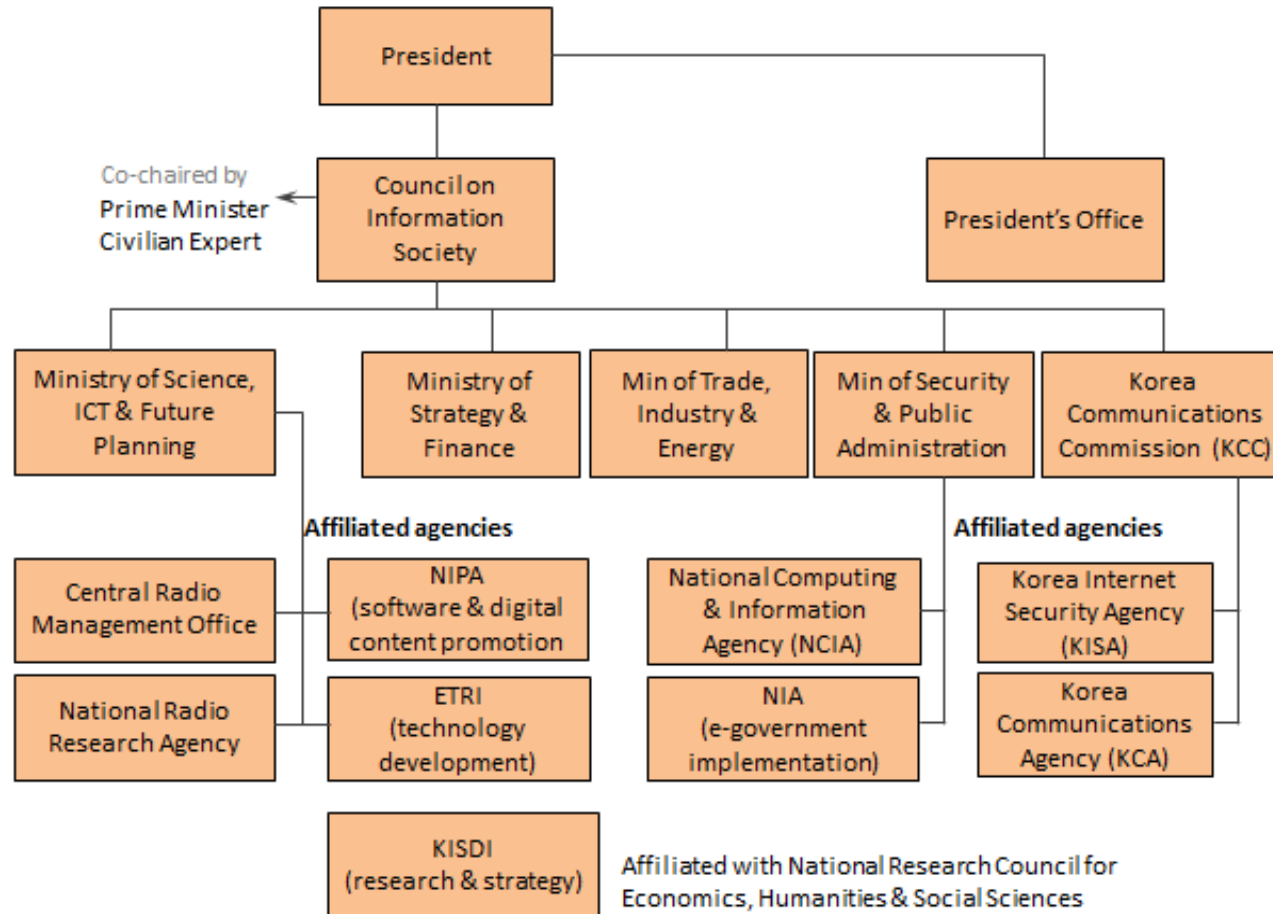 President
Co-chaired by
Prime Minister
Civilian Expert
Council on
Information
Society
President's Office
Ministry of Science,
ICT & Future
Planning
Ministry of
Strategy &
Finance
Min of Trade,
Industry &
Energy
Min of Security
& Public
Administration
Korea
Communications
Commission (KCC)
Affiliated agencies
Affiliated agencies
Central Radio
Management Office
NIPA
(software & digital
content promotion
National Computing
& Information
Agency (NCIA)
Korea Internet
Security Agency
(KISA)
National Radio
Research Agency
ETRI
(technology
development)
NIA
(e-government
implementation)
Korea
Communications
Agency (KCA)
KISDI
(research & strategy)
Affiliated with National Research Council for
Economics, Humanities & Social Sciences